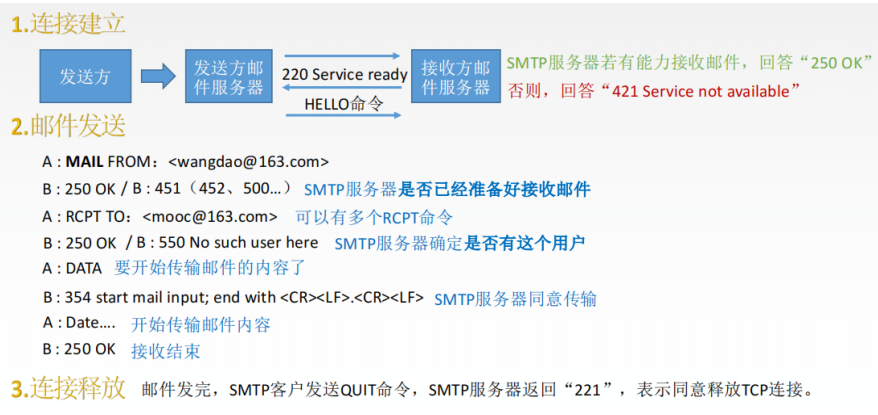 1.连接建立
发送方
发送方邮
件服务器
220 Service ready
HELLO命令
接收方邮
件服务器
SMTP服务器若有能力接收邮件，回答“250 OK”
否则，回答“421 Service not available”
2.邮件发送
A : MAIL FROM：<wangdao@163.com>
B : 250 OK / B : 451（452、500…） SMTP服务器是否已经准备好接收邮件
A : RCPT TO：<mooc@163.com> 可以有多个RCPT命令
B : 250 OK / B : 550 No such user here SMTP服务器确定是否有这个用户
A : DATA 要开始传输邮件的内容了
B : 354 start mail input; end with <CR><LF>.<CR><LF> SMTP服务器同意传输
A : Date…. 开始传输邮件内容
B : 250 OK 接收结束
3.连接释放 邮件发完，SMTP客户发送QUIT命令，SMTP服务器返回“221”，表示同意释放TCP连接。